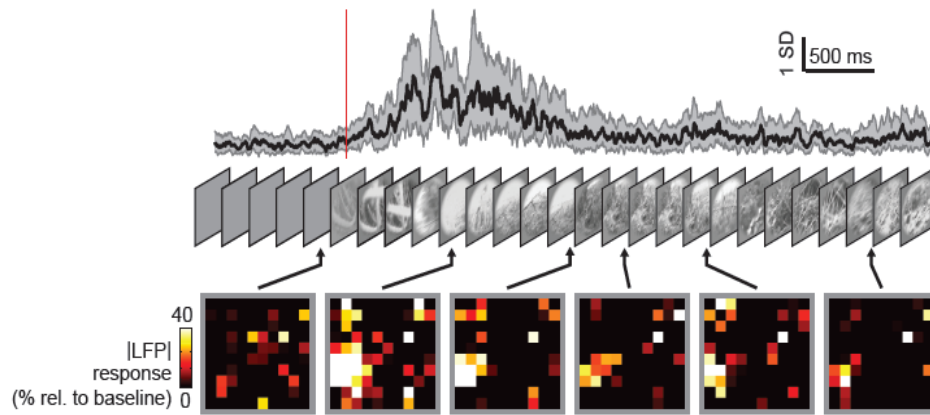 1 SD
500 ms
40
|LFP|
response
(% rel. to baseline)
0